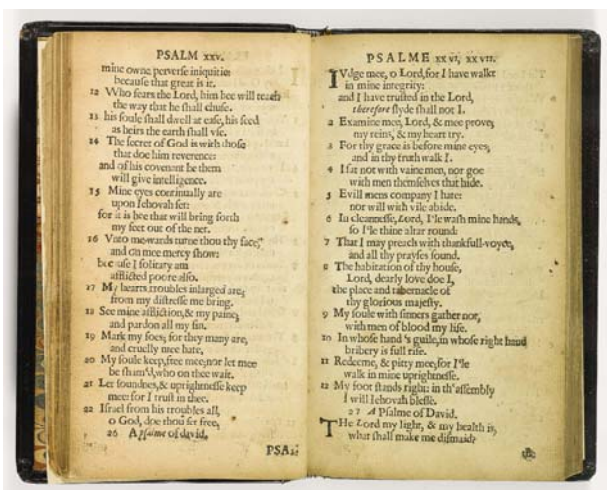 PSALM xxv.
mine owne perverse iniquitie:
because that great is it.
12 Who fears the Lord, him hee will teach
the way that he ſhall chuſe.
13 his ſoule ſhall dwell at eaſe, his ſeed
as heirs the earth ſhall vſe.
14 The ſecret of God is with thoſe
that doe him reverence:
and of his covenant he them
will give intelligence.
15 Mine eyes continually are
upon Iehovah ſet:
for it is hee that will bring forth
my feet out of the net.
16 Vnto me-wards turne thou thy face,
and on mee mercy ſhow:
becauſe I ſolitary am
afflicted poore alſo.
17 My hearts troubles inlarged are;
from my diſtreſſe me bring.
18 See mine affliction, & my paine;
and pardon all my ſin.
19 Mark my foes; for they many are,
and cruelly mee hate,
20 My ſoule keep, free mee; nor let mee
be ſham'd, who on thee wait.
21 Let ſoundnes, & uprightneſſe keep
mee: for I truſt in thee.
22 Iſrael from his troubles all,
o God, doe thou ſet free,
26 A Pſalme of david.
PSAL
PSALME xxvi, xxvii.
IVdge mee, o Lord, for I have walkt
in mine integrity:
and I have truſted in the Lord,
therefore ſlyde ſhall not I.
2 Examine mee, Lord, & mee prove;
my reins, & my heart try.
3 For thy grace is before mine eyes;
and in thy truth walk I.
4 I ſat not with vaine men, nor goe
with men themſelves that hide.
5 Evill mens company I hate:
nor will with vile abide.
6 In cleanneſſe, Lord, I'le waſh mine hands,
ſo I'le thine altar round:
7 That I may preach with thankfull-voyce,
and all thy prayſes ſound.
8 The habitation of thy houſe,
Lord, dearly love doe I,
the place and tabernacle of
thy glorious majeſty.
9 My ſoule with ſinners gather not,
with men of blood my life.
10 In whoſe hand 's guile, in whoſe right hand
bribery is full rife.
11 Redeeme, & pitty mee; for I'le
walk in mine uprightneſſe.
12 My foot ſtands right: in th'aſſembly
I will Iehovah bleſſe.
27 A Pſalme of David.
THe Lord my light, & my health is,
what ſhall make me diſmaid?